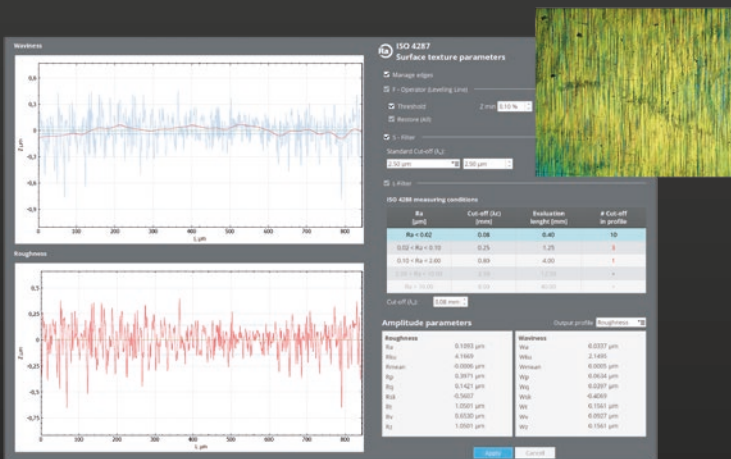 Waviness
0,6
0,3
0
-0,3
-0,6
-0,9
Z µm
0 100 200 300 400 500 600 700 800
L µm
Roughness
0,5
0,25
0
-0,25
-0,5
-0,75
Z µm
0 100 200 300 400 500 600 700 800
L µm
Ra ISO 4287
Surface texture parameters
Manage edges
F - Operator (Leveling Line)
Threshold Z min 0.10 %
Restore (All)
S - Filter
Standard Cut-off (λs)
2.50 µm 2.50 µm
L-Filter
ISO 4288 measuring conditions
Ra [µm] Cut-off (λc) [mm] Evaluation lenght [mm] # Cut-off in profile
Ra < 0.02 0.08 0.40 10
0.02 < Ra < 0.10 0.25 1.25 3
0.10 < Ra < 2.00 0.80 4.00 1
Cut-off (λc) 0.08 mm
Amplitude parameters Output profile Roughness
Roughness
Ra 0.1093 µm
Rku 4.1669
Rmean -0.0006 µm
Rp 0.3971 µm
Rq 0.1421 µm
Rsk -0.5607
Rt 1.0501 µm
Rv 0.6530 µm
Rz 1.0501 µm
Waviness
Wa 0.0337 µm
Wku 2.1495
Wmean 0.0005 µm
Wp 0.0634 µm
Wq 0.0397 µm
Wsk -0.4069
Wt 0.1561 µm
Wv 0.0927 µm
Wz 0.1561 µm
Apply Cancel